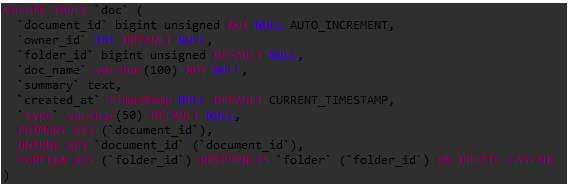 CREATE TABLE `doc` (
`document_id` bigint unsigned NOT NULL AUTO_INCREMENT,
`owner_id` int DEFAULT NULL,
`folder_id` bigint unsigned DEFAULT NULL,
`doc_name` varchar(100) NOT NULL,
`summary` text,
`created_at` timestamp NULL DEFAULT CURRENT_TIMESTAMP,
`type` varchar(50) DEFAULT NULL,
PRIMARY KEY (`document_id`),
UNIQUE KEY `document_id` (`document_id`),
FOREIGN KEY (`folder_id`) REFERENCES `folder` (`folder_id`) ON DELETE CASCADE
)